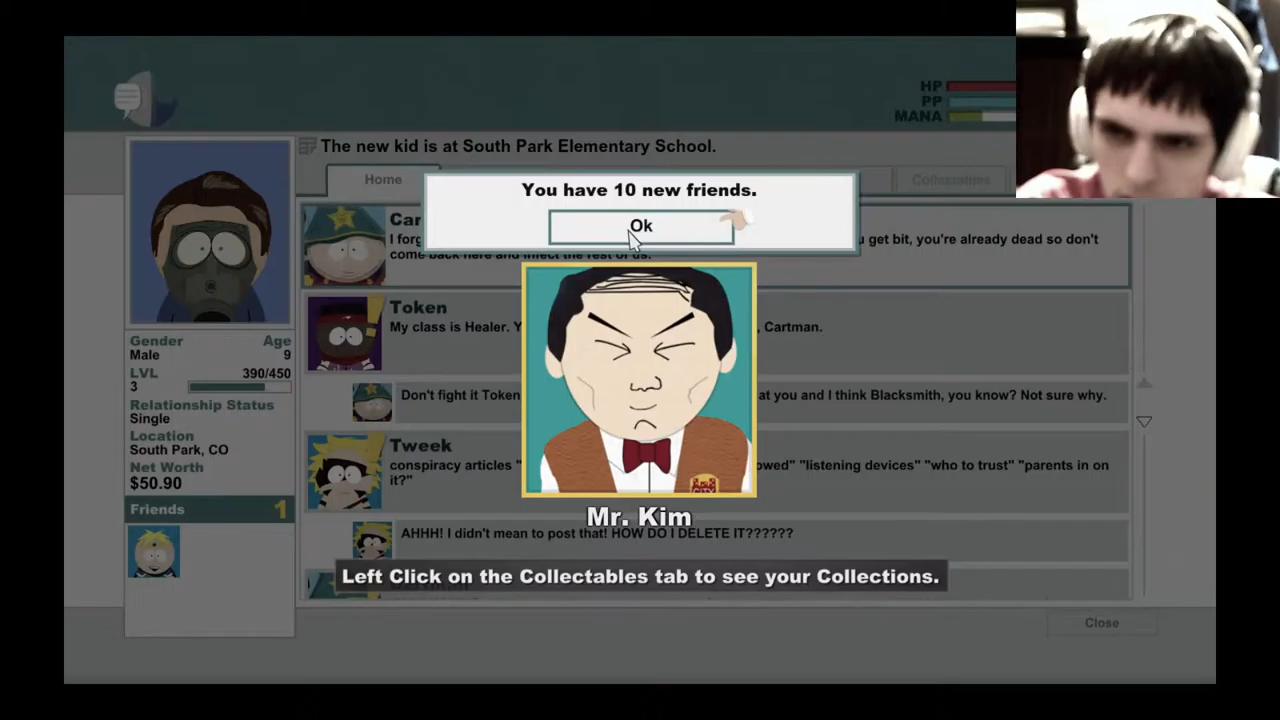 HP
PP
MANA
The new kid is at South Park Elementary School.
Home
Collectables
You have 10 new friends.
Ok
Car
I forg
get bit, you're already dead so don't
come back here and infect the rest of us.
Token
My class is Healer. Y
, Cartman.
Don't fight it Token
at you and I think Blacksmith, you know? Not sure why.
Tweek
conspiracy articles "
owed" "listening devices" "who to trust" "parents in on
it?"
AHHH! I didn't mean to post that! HOW DO I DELETE IT??????
Gender
Age
Male
9
LVL
390/450
3
Relationship Status
Single
Location
South Park, CO
Net Worth
$50.90
Friends
1
CITY
Mr. Kim
Left Click on the Collectables tab to see your Collections.
Close